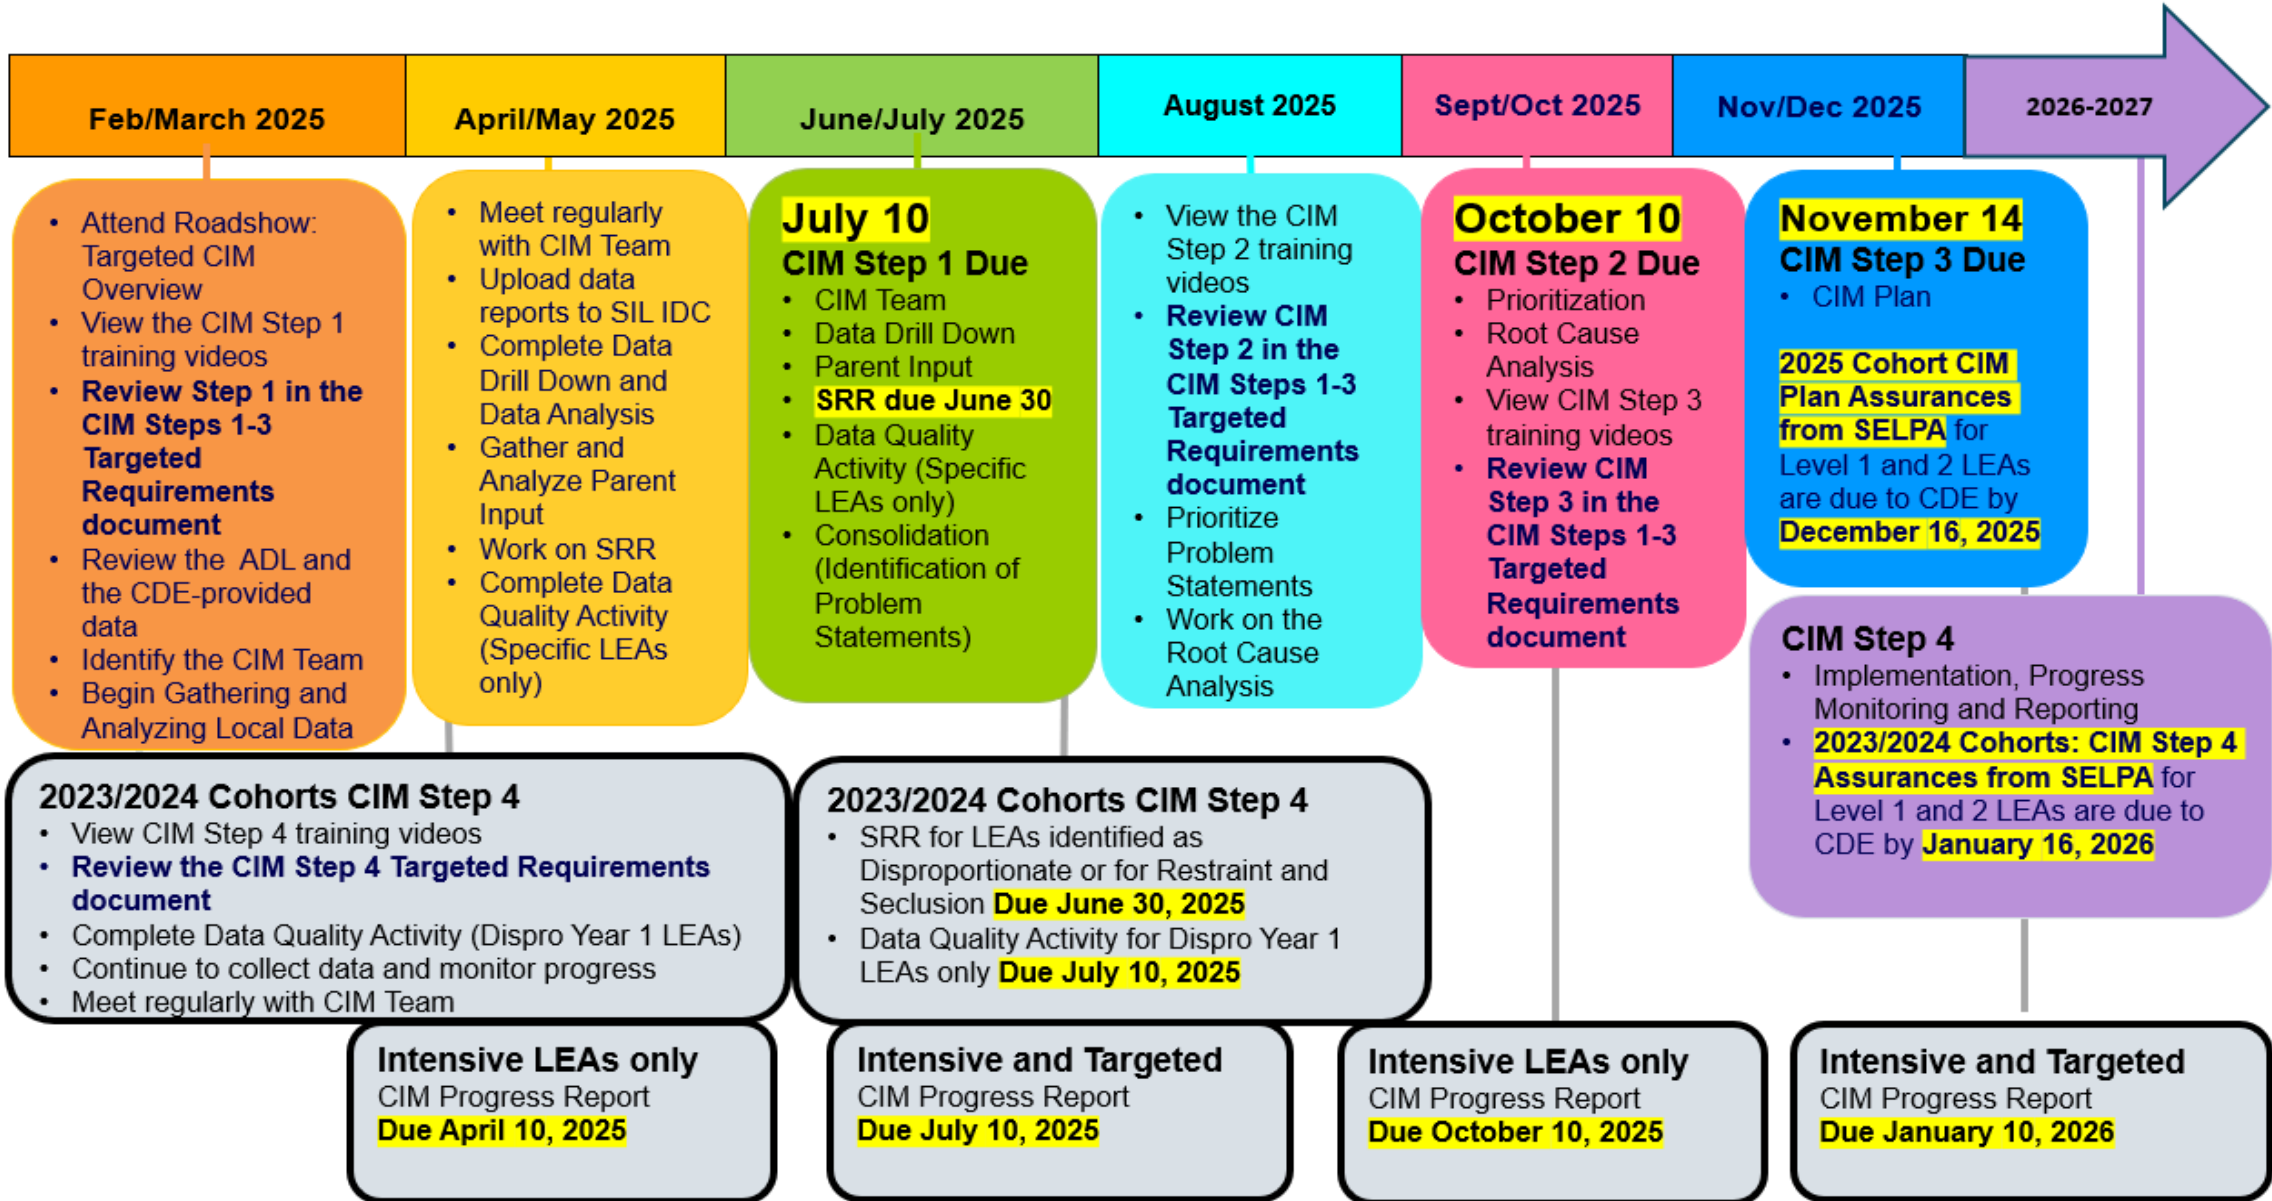 Feb/March 2025
April/May 2025
June/July 2025
August 2025
Sept/Oct 2025
Nov/Dec 2025
2026-2027
• Attend Roadshow:
Targeted CIM
Overview
• View the CIM Step 1
training videos
• Review Step 1 in the
CIM Steps 1-3
Targeted
Requirements
document
• Review the ADL and
the CDE-provided
data
• Identify the CIM Team
• Begin Gathering and
Analyzing Local Data
• Meet regularly
with CIM Team
• Upload data
reports to SIL IDC
• Complete Data
Drill Down and
Data Analysis
• Gather and
Analyze Parent
Input
• Work on SRR
• Complete Data
Quality Activity
(Specific LEAs
only)
July 10
CIM Step 1 Due
• CIM Team
• Data Drill Down
• Parent Input
• SRR due June 30
• Data Quality
Activity (Specific
LEAs only)
• Consolidation
(Identification of
Problem
Statements)
• View the CIM
Step 2 training
videos
• Review CIM
Step 2 in the
CIM Steps 1-3
Targeted
Requirements
document
• Prioritize
Problem
Statements
• Work on the
Root Cause
Analysis
October 10
CIM Step 2 Due
• Prioritization
• Root Cause
Analysis
• View CIM Step 3
training videos
• Review CIM
Step 3 in the
CIM Steps 1-3
Targeted
Requirements
document
November 14
CIM Step 3 Due
• CIM Plan
2025 Cohort CIM
Plan Assurances
from SELPA for
Level 1 and 2 LEAs
are due to CDE by
December 16, 2025
CIM Step 4
• Implementation, Progress
Monitoring and Reporting
• 2023/2024 Cohorts: CIM Step 4
Assurances from SELPA for
Level 1 and 2 LEAs are due to
CDE by January 16, 2026
2023/2024 Cohorts CIM Step 4
• View CIM Step 4 training videos
• Review the CIM Step 4 Targeted Requirements
document
• Complete Data Quality Activity (Dispro Year 1 LEAs)
• Continue to collect data and monitor progress
• Meet regularly with CIM Team
2023/2024 Cohorts CIM Step 4
• SRR for LEAs identified as
Disproportionate or for Restraint and
Seclusion Due June 30, 2025
• Data Quality Activity for Dispro Year 1
LEAs only Due July 10, 2025
Intensive LEAs only
CIM Progress Report
Due April 10, 2025
Intensive and Targeted
CIM Progress Report
Due July 10, 2025
Intensive LEAs only
CIM Progress Report
Due October 10, 2025
Intensive and Targeted
CIM Progress Report
Due January 10, 2026